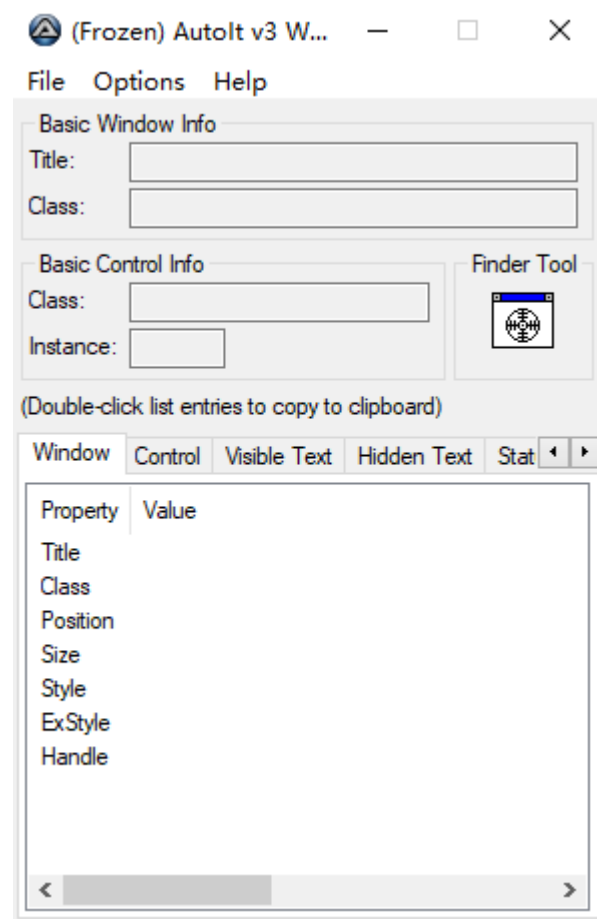 (Frozen) AutoIt v3 W...
File Options Help
Basic Window Info
Title:
Class:
Basic Control Info
Finder Tool
Class:
Instance:
(Double-click list entries to copy to clipboard)
Window Control Visible Text Hidden Text Stat
Property Value
Title
Class
Position
Size
Style
ExStyle
Handle